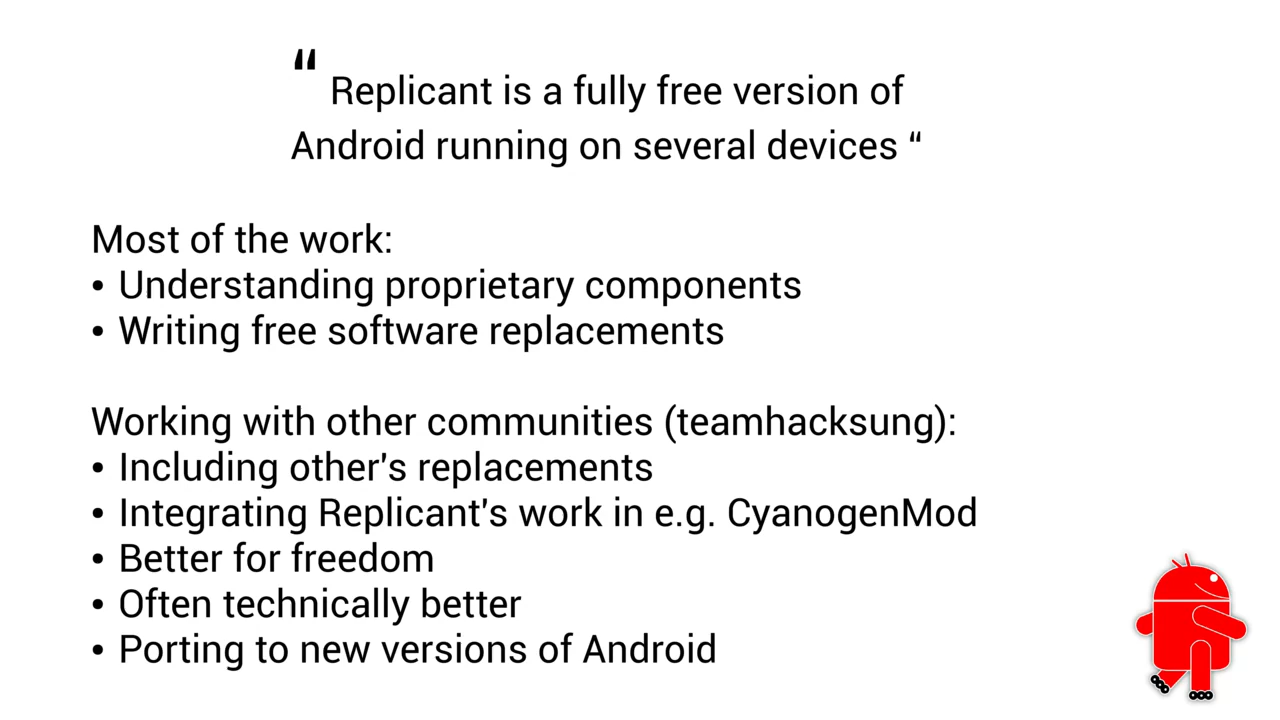 “ Replicant is a fully free version of
Android running on several devices “
Most of the work:
• Understanding proprietary components
• Writing free software replacements
Working with other communities (teamhacksung):
• Including other's replacements
• Integrating Replicant's work in e.g. CyanogenMod
• Better for freedom
• Often technically better
• Porting to new versions of Android